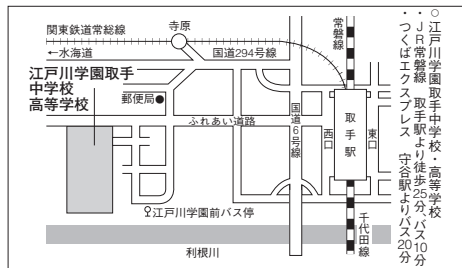 ○江戸川学園取手中学校・高等学校
・JR常磐線 取手駅より徒歩25分、バス10分
・つくばエクスプレス 守谷駅よりバス20分
関東鉄道常総線
寺原
常磐線
←水海道
国道294号線
江戸川学園取手
中学校
高等学校
郵便局
ふれあい道路
国道6号線
西口
取手駅
東口
江戸川学園前バス停
千代田線
利根川